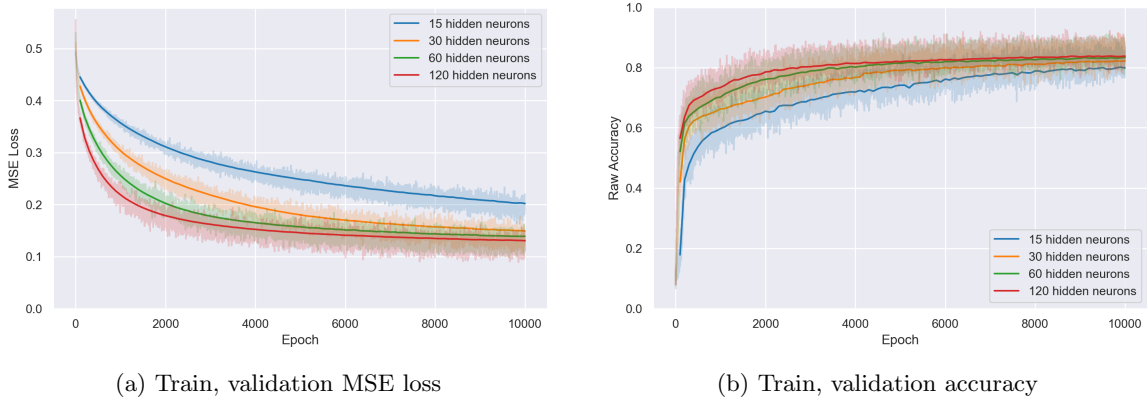 15 hidden neurons
30 hidden neurons
60 hidden neurons
120 hidden neurons
0.5
0.4
0.3
0.2
0.1
0.0
MSE Loss
0
2000
4000
6000
8000
10000
Epoch
(a) Train, validation MSE loss
1.0
0.8
0.6
0.4
0.2
0.0
Raw Accuracy
15 hidden neurons
30 hidden neurons
60 hidden neurons
120 hidden neurons
0
2000
4000
6000
8000
10000
Epoch
(b) Train, validation accuracy